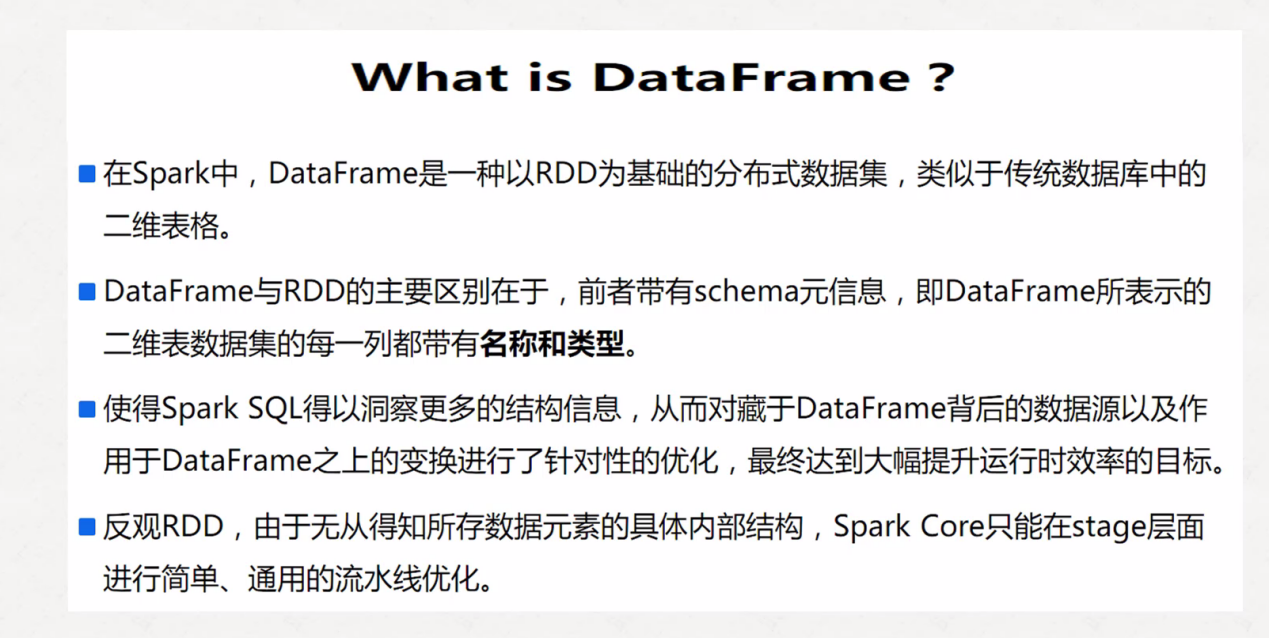 What is DataFrame ?
在Spark中，DataFrame是一种以RDD为基础的分布式数据集，类似于传统数据库中的
二维表格。
DataFrame与RDD的主要区别在于，前者带有schema元信息，即DataFrame所表示的
二维表数据集的每一列都带有名称和类型。
使得Spark SQL得以洞察更多的结构信息，从而对藏于DataFrame背后的数据源以及作
用于DataFrame之上的变换进行了针对性的优化，最终达到大幅提升运行时效率的目标。
反观RDD，由于无从得知所存数据元素的具体内部结构，Spark Core只能在stage层面
进行简单、通用的流水线优化。